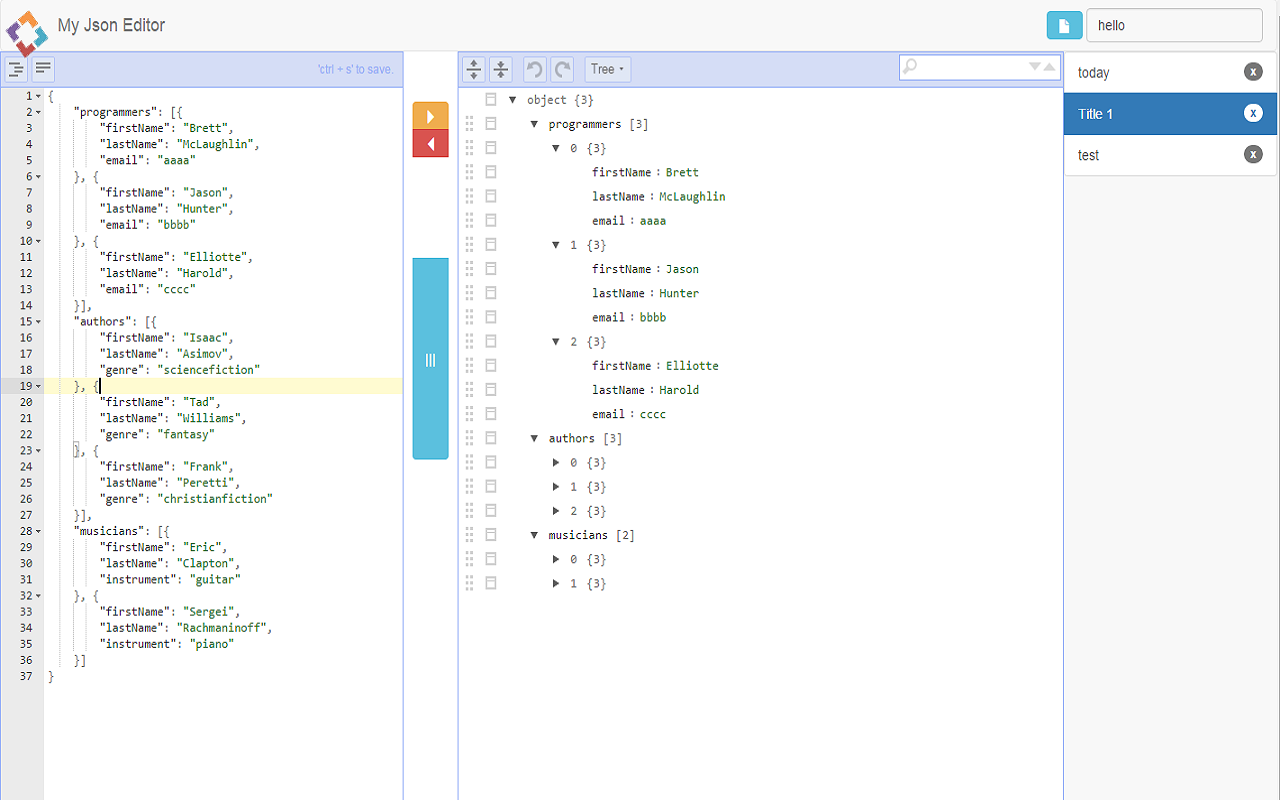 My Json Editor
hello
'ctrl + s' to save.
1 {
2 "programmers": [{
3 "firstName": "Brett",
4 "lastName": "McLaughlin",
5 "email": "aaaa"
6 }, {
7 "firstName": "Jason",
8 "lastName": "Hunter",
9 "email": "bbbb"
10 }, {
11 "firstName": "Elliotte",
12 "lastName": "Harold",
13 "email": "cccc"
14 }],
15 "authors": [{
16 "firstName": "Isaac",
17 "lastName": "Asimov",
18 "genre": "sciencefiction"
19 }, {
20 "firstName": "Tad",
21 "lastName": "Williams",
22 "genre": "fantasy"
23 }, {
24 "firstName": "Frank",
25 "lastName": "Peretti",
26 "genre": "christianfiction"
27 }],
28 "musicians": [{
29 "firstName": "Eric",
30 "lastName": "Clapton",
31 "instrument": "guitar"
32 }, {
33 "firstName": "Sergei",
34 "lastName": "Rachmaninoff",
35 "instrument": "piano"
36 }]
37 }
Tree
object {3}
programmers [3]
0 {3}
firstName : Brett
lastName : McLaughlin
email : aaaa
1 {3}
firstName : Jason
lastName : Hunter
email : bbbb
2 {3}
firstName : Elliotte
lastName : Harold
email : cccc
authors [3]
0 {3}
1 {3}
2 {3}
musicians [2]
0 {3}
1 {3}
today x
Title 1 x
test x